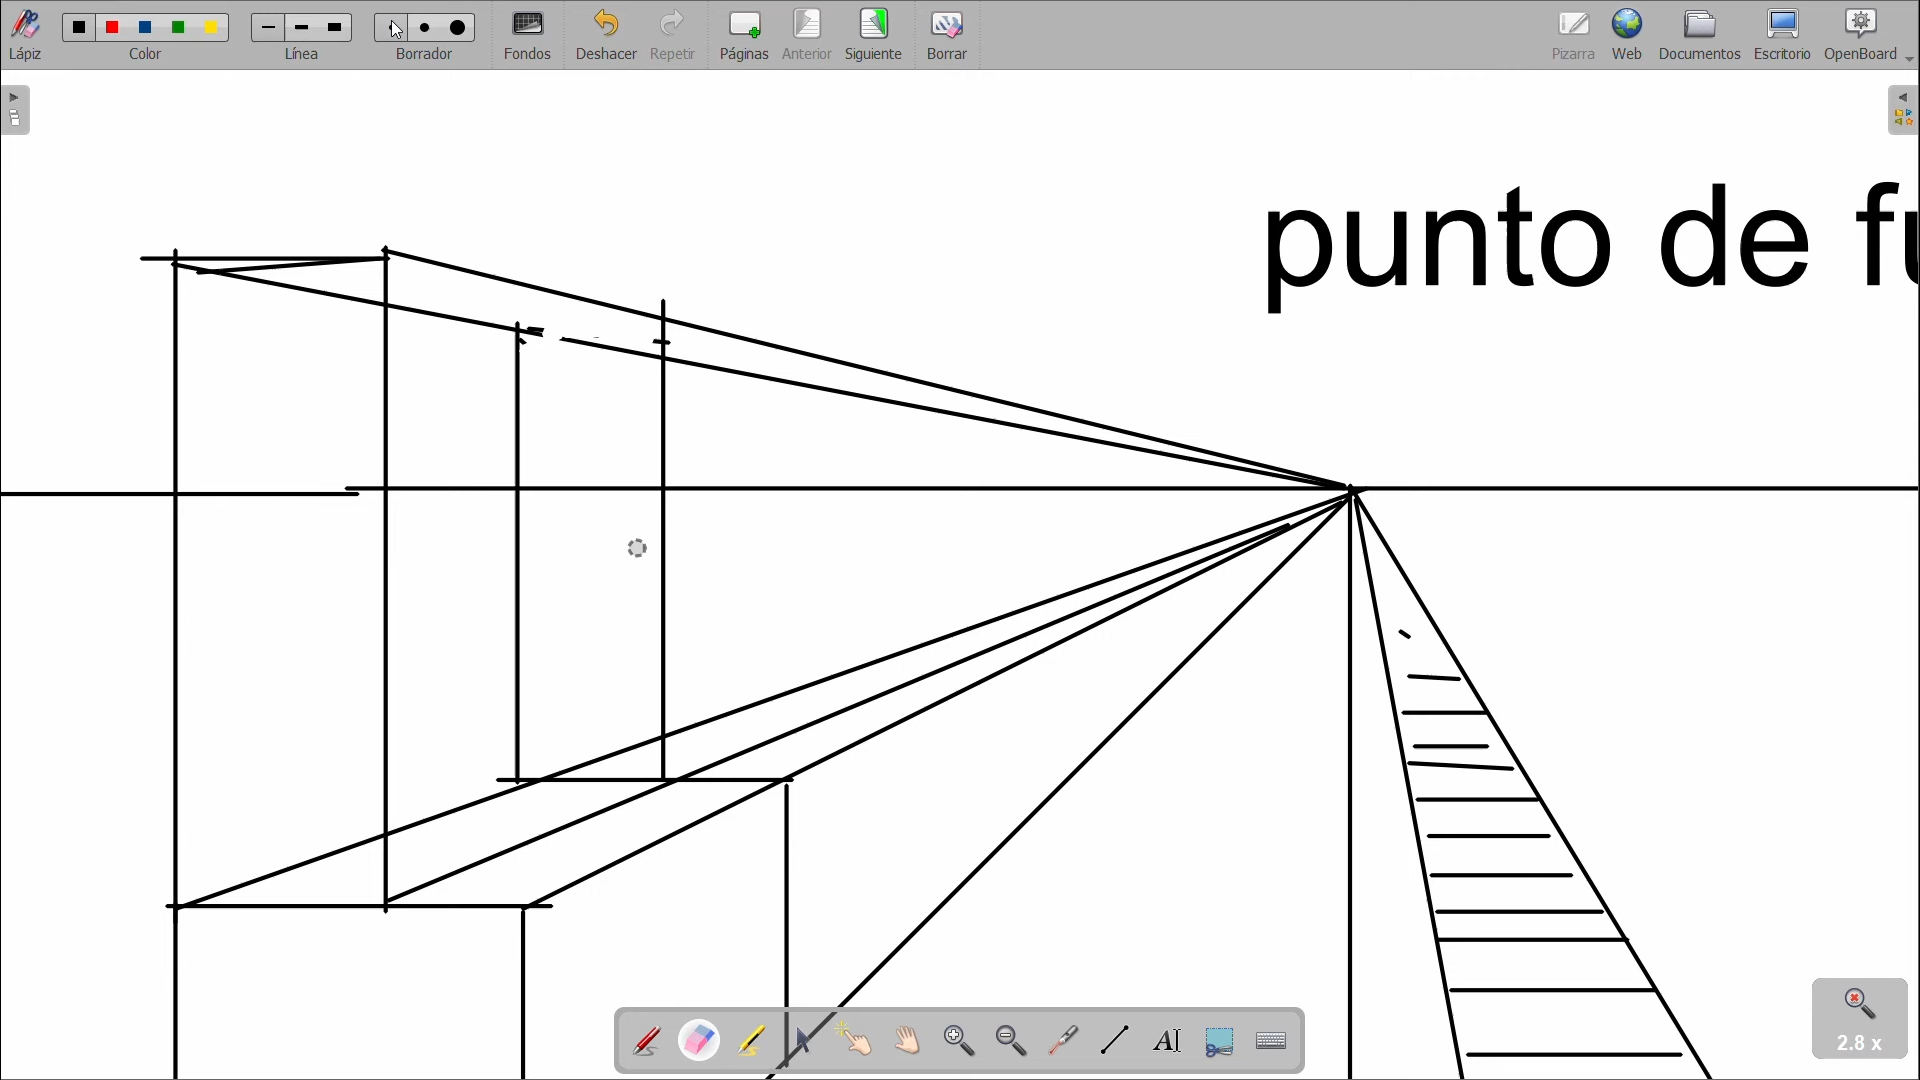 Lápiz Color Línea Borrador Fondos Deshacer Repetir Páginas Anterior Siguiente Borrar Pizarra Web Documentos Escritorio OpenBoard
punto de fu
2.8 x